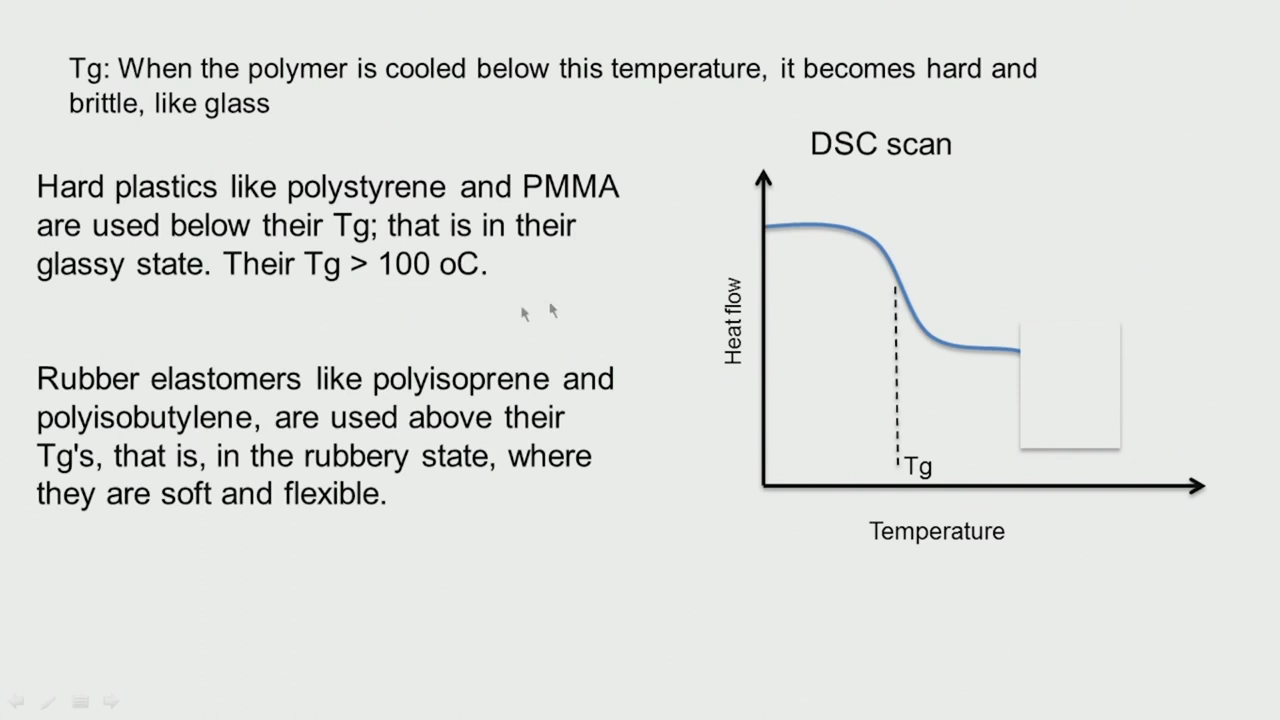 Tg: When the polymer is cooled below this temperature, it becomes hard and
brittle, like glass
DSC scan
Hard plastics like polystyrene and PMMA
are used below their Tg; that is in their
glassy state. Their Tg > 100 oC.
Rubber elastomers like polyisoprene and
polyisobutylene, are used above their
Tg's, that is, in the rubbery state, where
they are soft and flexible.
Heat flow
Tg
Temperature